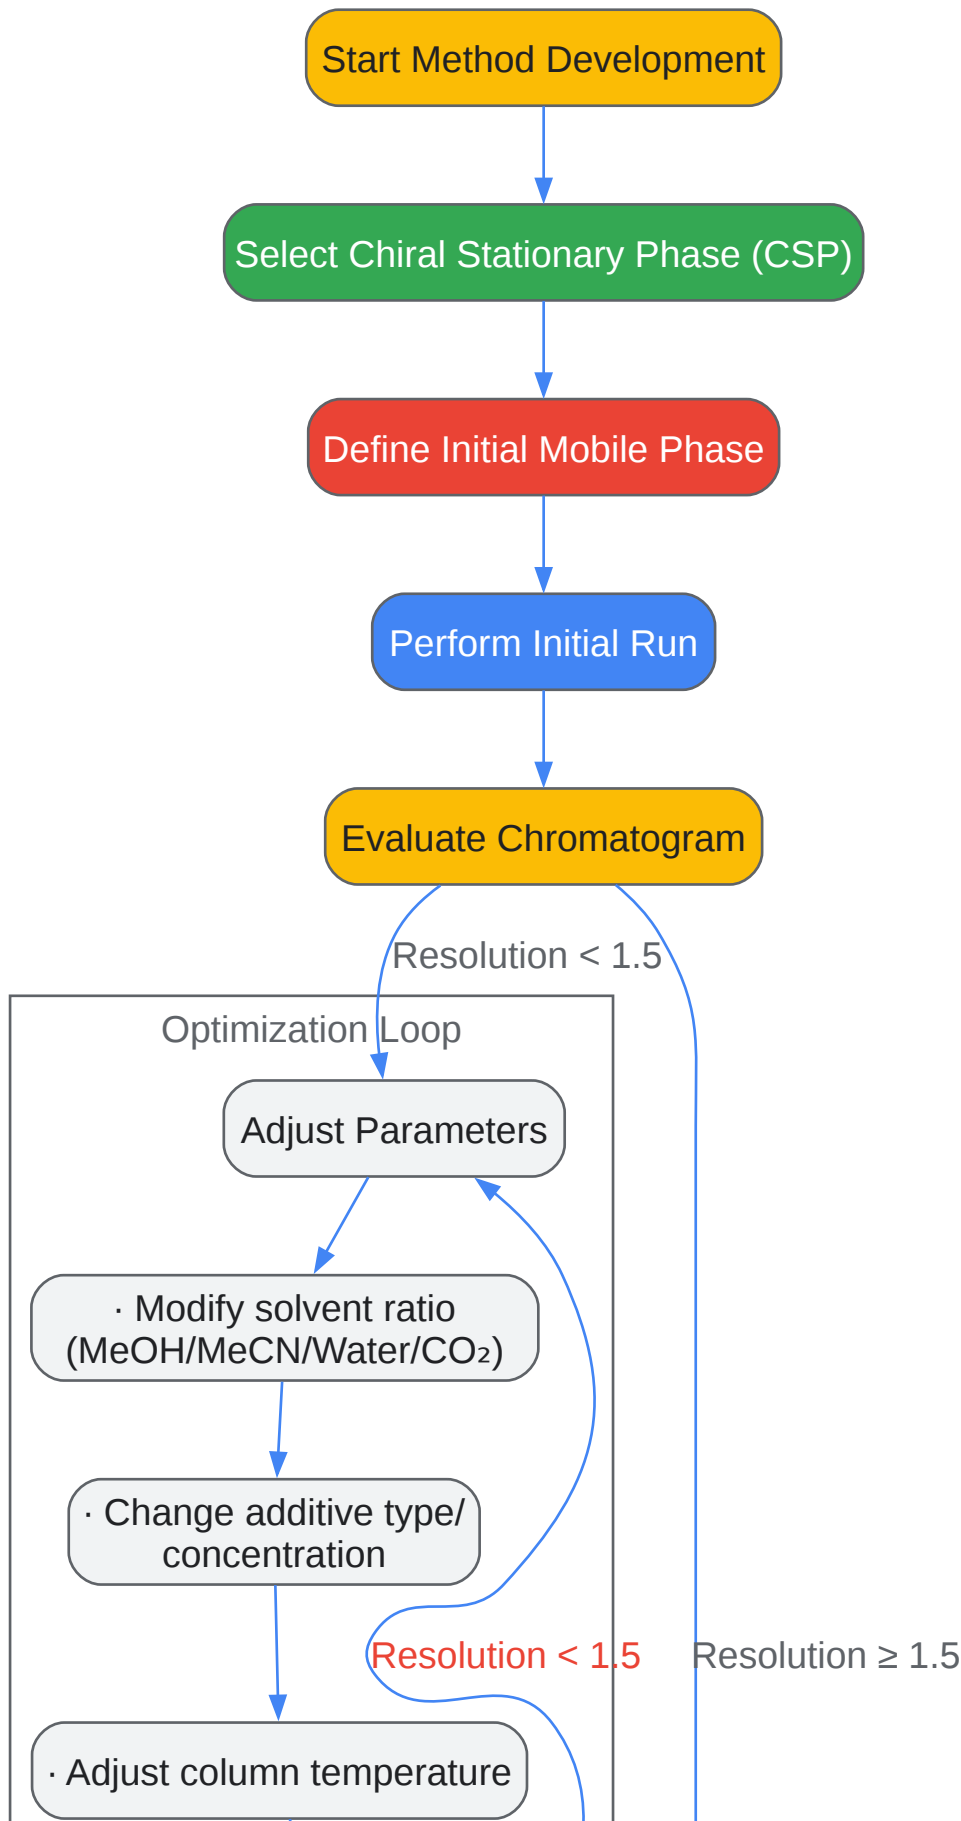 Start Method Development
Select Chiral Stationary Phase (CSP)
Define Initial Mobile Phase
Perform Initial Run
Evaluate Chromatogram
Resolution < 1.5
Optimization Loop
Adjust Parameters
· Modify solvent ratio
(MeOH/MeCN/Water/CO₂)
· Change additive type/
concentration
Resolution < 1.5
Resolution ≥ 1.5
· Adjust column temperature